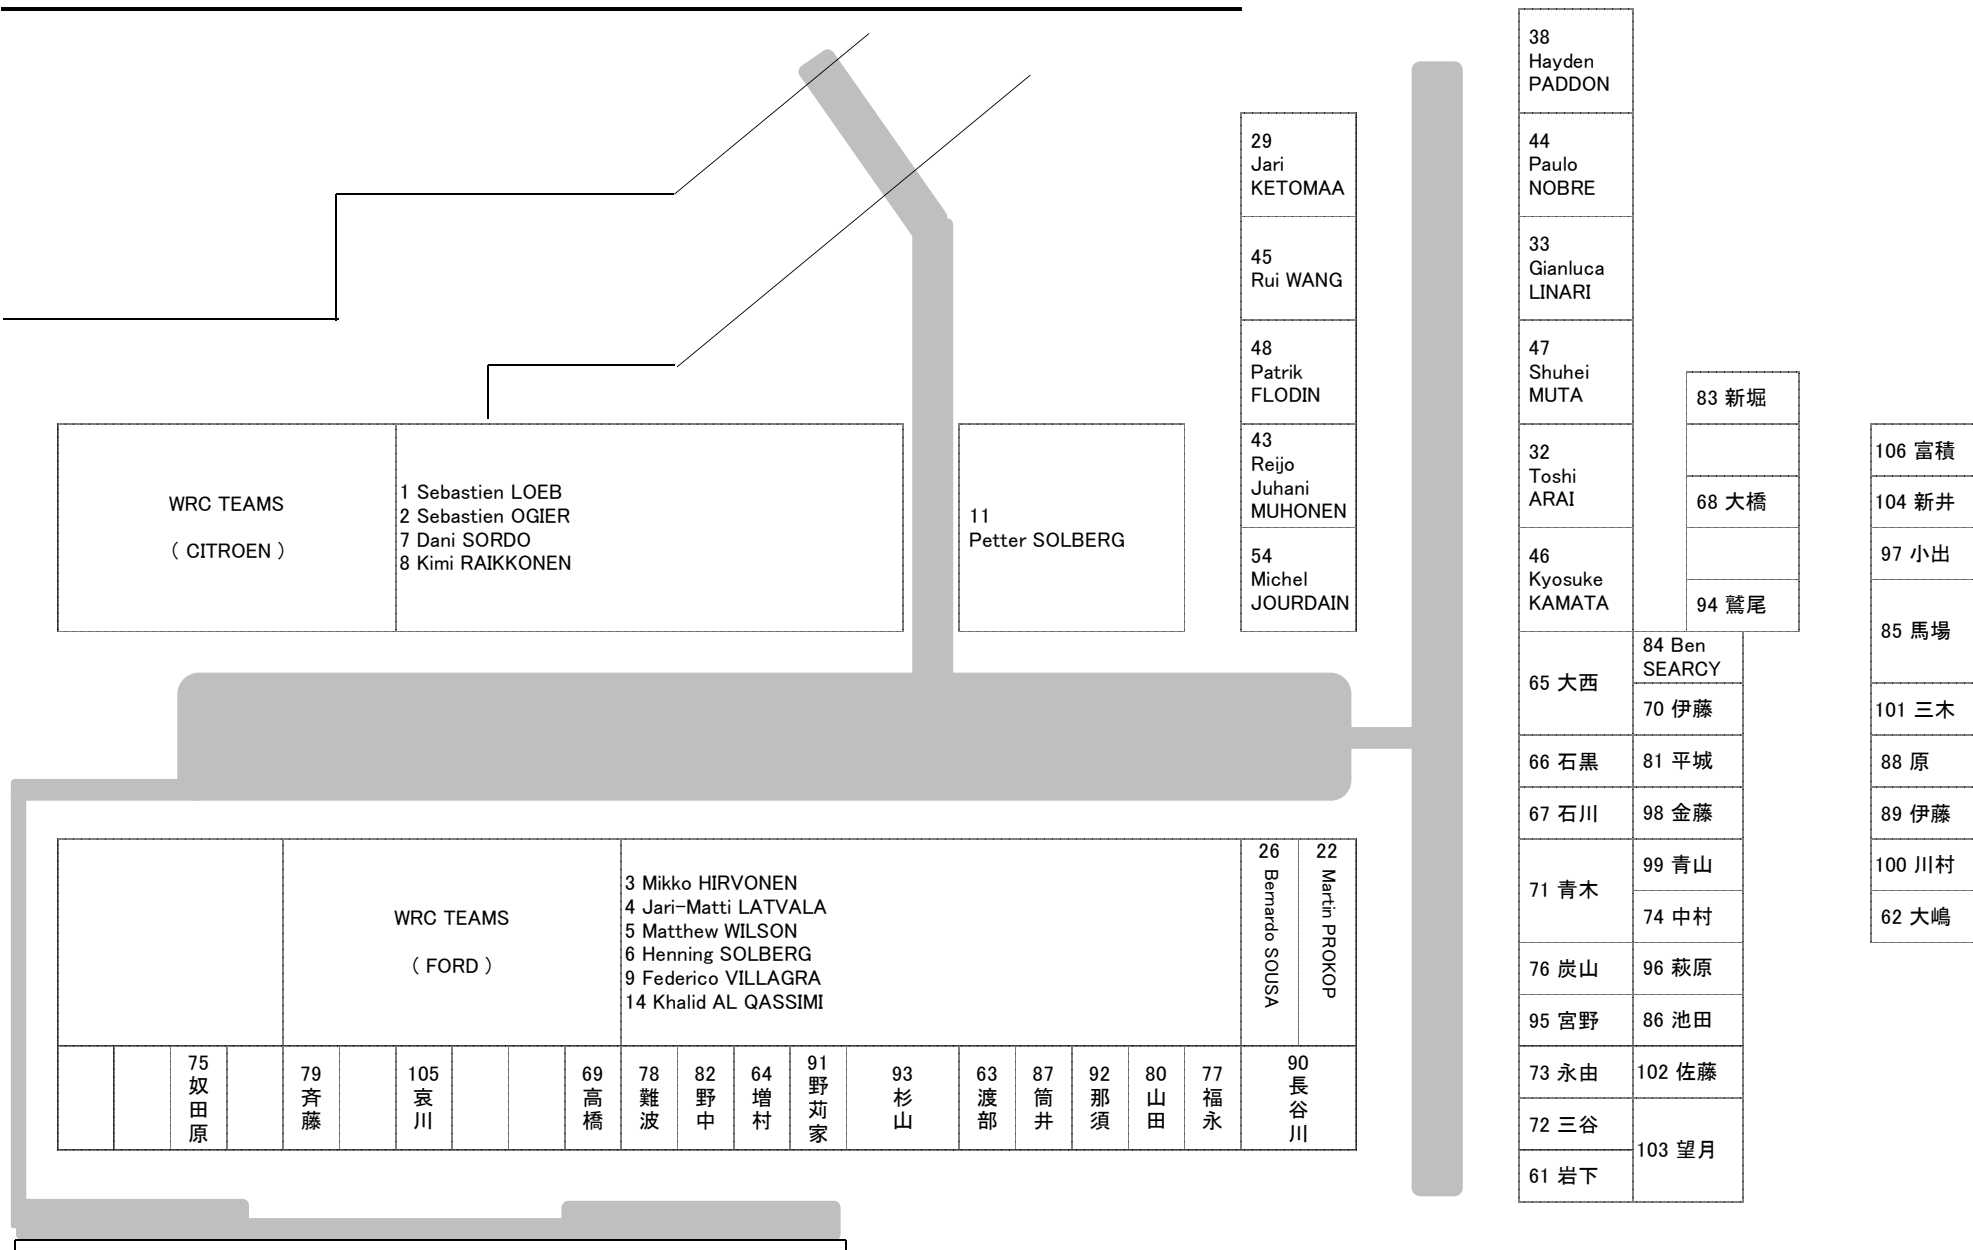 38
Hayden
PADDON
44
Paulo
NOBRE
33
Gianluca
LINARI
47
Shuhei
MUTA
32
Toshi
ARAI
46
Kyosuke
KAMATA
29
Jari
KETOMAA
45
Rui WANG
48
Patrik
FLODIN
43
Reijo
Juhani
MUHONEN
54
Michel
JOURDAIN
WRC TEAMS
( CITROEN )
1 Sebastien LOEB
2 Sebastien OGIER
7 Dani SORDO
8 Kimi RAIKKONEN
11
Petter SOLBERG
83 新堀
68 大橋
94 鷲尾
106 富積
104 新井
97 小出
85 馬場
101 三木
88 原
89 伊藤
100 川村
62 大嶋
65 大西
66 石黒
67 石川
71 青木
76 炭山
95 宮野
73 永由
72 三谷
61 岩下
84 Ben
SEARCY
70 伊藤
81 平城
98 金藤
99 青山
74 中村
96 萩原
86 池田
102 佐藤
103 望月
WRC TEAMS
( FORD )
3 Mikko HIRVONEN
4 Jari-Matti LATVALA
5 Matthew WILSON
6 Henning SOLBERG
9 Federico VILLAGRA
14 Khalid AL QASSIMI
26 Bernardo SOUSA
22 Martin PROKOP
75 奴田原
79 斉藤
105 哀川
69 高橋
78 難波
82 野中
64 増村
91 野苅家
93 杉山
63 渡部
87 筒井
92 那須
80 山田
77 福永
90 長谷川